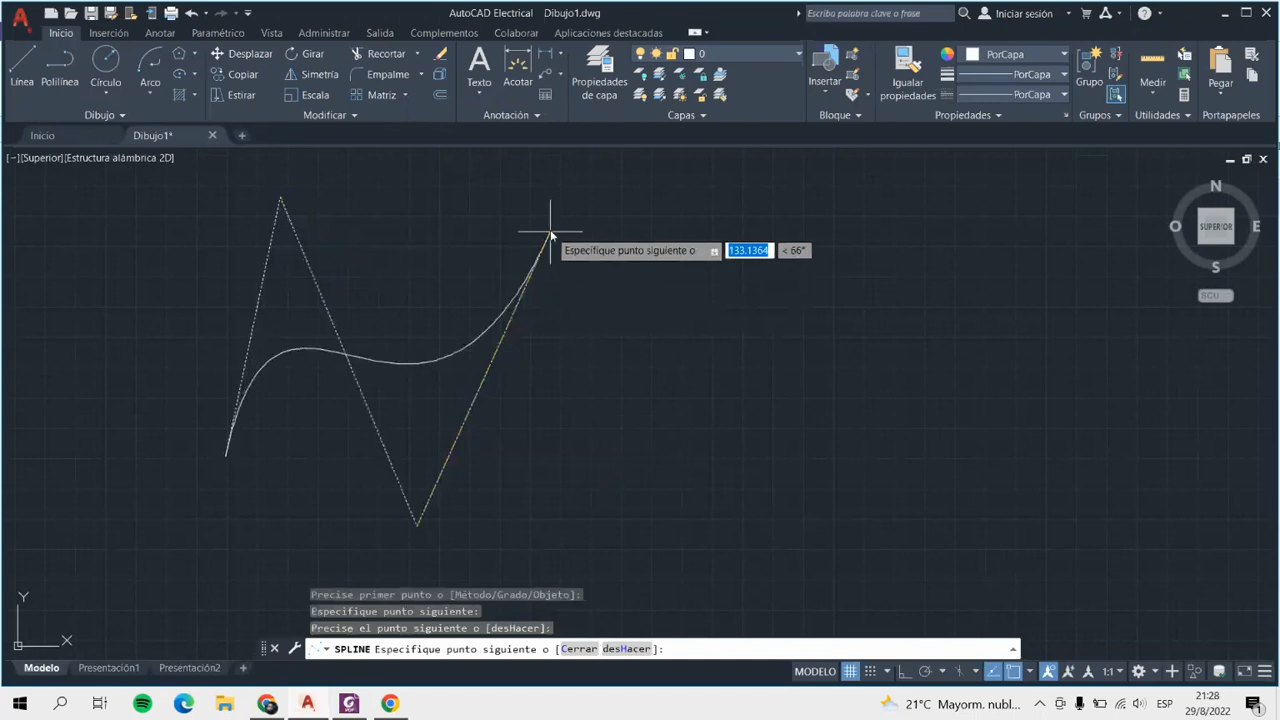 AutoCAD Electrical Dibujo1.dwg
Escriba palabra clave o frase
Iniciar sesión
Inicio Inserción Anotar Paramétrico Vista Administrar Salida Complementos Colaborar Aplicaciones destacadas
Línea Polilínea Círculo Arco
Desplazar Girar Recortar
Copiar Simetría Empalme
Estirar Escala Matriz
Texto Acotar
Propiedades de capa
0
Insertar
Igualar propiedades
PorCapa
PorCapa
PorCapa
Grupo
Medir
Pegar
Dibujo Modificar Anotación Capas Bloque Propiedades Grupos Utilidades Portapapeles
Inicio Dibujo1*
[−][Superior][Estructura alámbrica 2D]
N
O SUPERIOR E
S
SCU
Especifique punto siguiente o 133.1364 < 66°
Y
X
Precise primer punto o [Método/Grado/Objeto]:
Especifique punto siguiente:
Precise el punto siguiente o [desHacer]:
SPLINE Especifique punto siguiente o [Cerrar desHacer]:
Modelo Presentación1 Presentación2
MODELO
1:1
21°C Mayorm. nubl...
ESP
21:28
29/8/2022
1